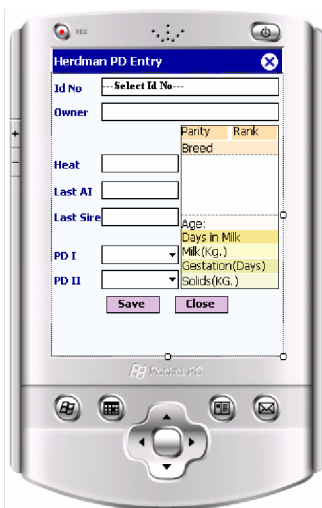 REC
Herdman PD Entry
Id No ---Select Id No---
Owner
Parity Rank
Breed
Heat
Last AI
Last Sire
Age:
Days in Milk
PD I Milk(Kg.)
Gestation(Days)
PD II Solids(KG.)
Save Close
Pocket PC